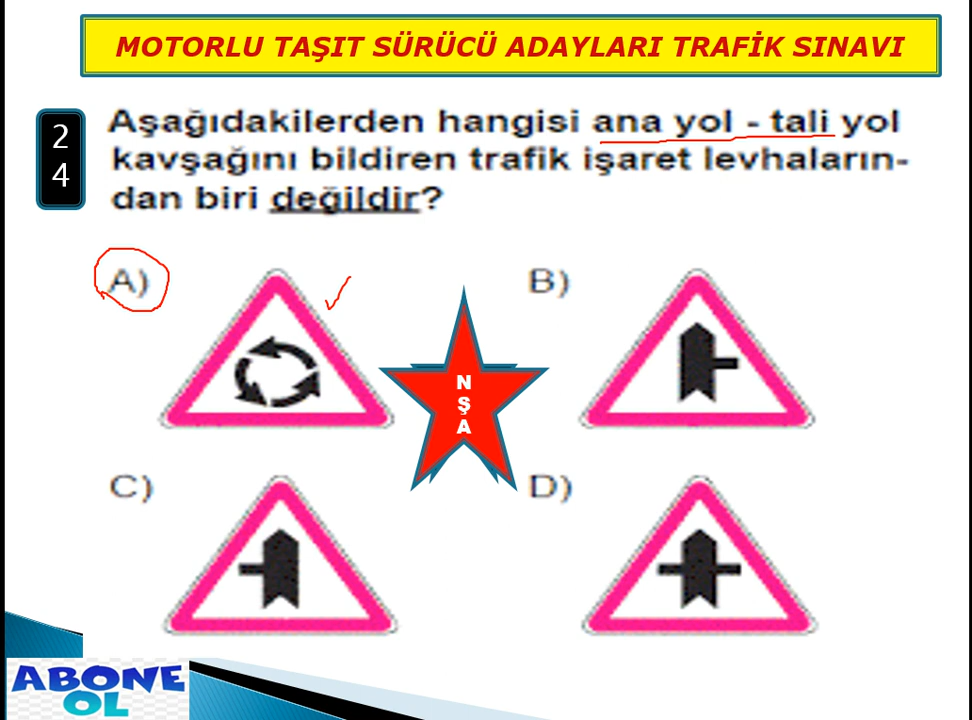 MOTORLU TAŞIT SÜRÜCÜ ADAYLARI TRAFİK SINAVI
2
4
Aşağıdakilerden hangisi ana yol - tali yol
kavşağını bildiren trafik işaret levhaların-
dan biri değildir?
A)
B)
N
Ş
A
C)
D)
ABONE
OL